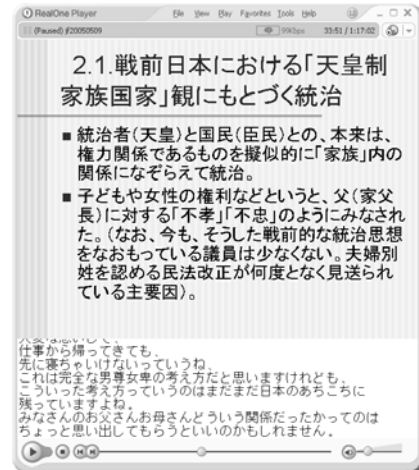 RealOne Player
File View Play Favorites Tools Help
(Paused) #20050509
99Kbps
33:51 / 1:17:02
2.1.戦前日本における「天皇制
家族国家」観にもとづく統治
■ 統治者(天皇)と国民(臣民)との、本来は、
権力関係であるものを擬似的に「家族」内の
関係になぞらえて統治。
■ 子どもや女性の権利などというと、父(家父
長)に対する「不孝」「不忠」のようにみなされ
た。(なお、今も、そうした戦前的な統治思想
をなおもっている議員は少なくない。夫婦別
姓を認める民法改正が何度となく見送られ
ている主要因)。
仕事から帰ってきても、
先に寝ちゃいけないっていうね、
これは完全な男尊女卑の考え方だと思いますけれども、
こういった考え方っていうのはまだまだ日本のあちこちに
残っていますよね。
みなさんのお父さんお母さんどういう関係だったかってのは
ちょっと思い出してもらうといいのかもしれません。